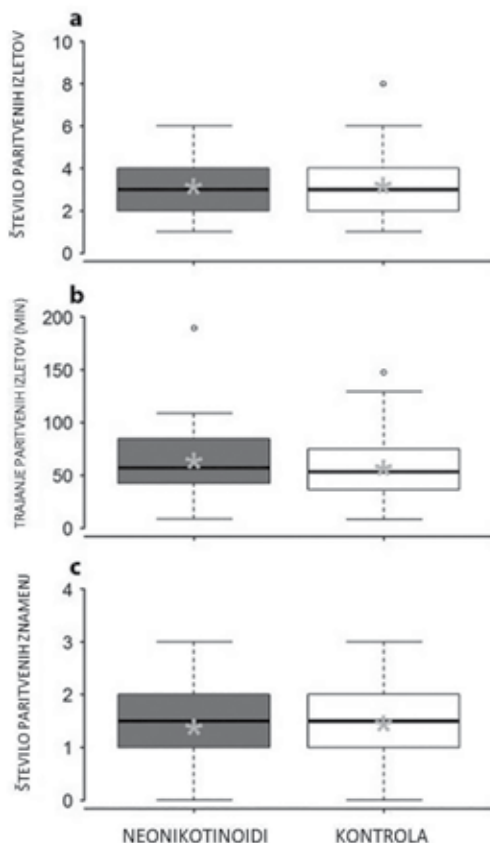 a
ŠTEVILO PARITVENIH IZLETOV
10
8
6
4
2
0
b
TRAJANJE PARITVENIH IZLETOV (MIN)
200
150
100
50
0
c
ŠTEVILO PARITVENIH ZNAMENJ
4
3
2
1
0
NEONIKOTINOIDI KONTROLA